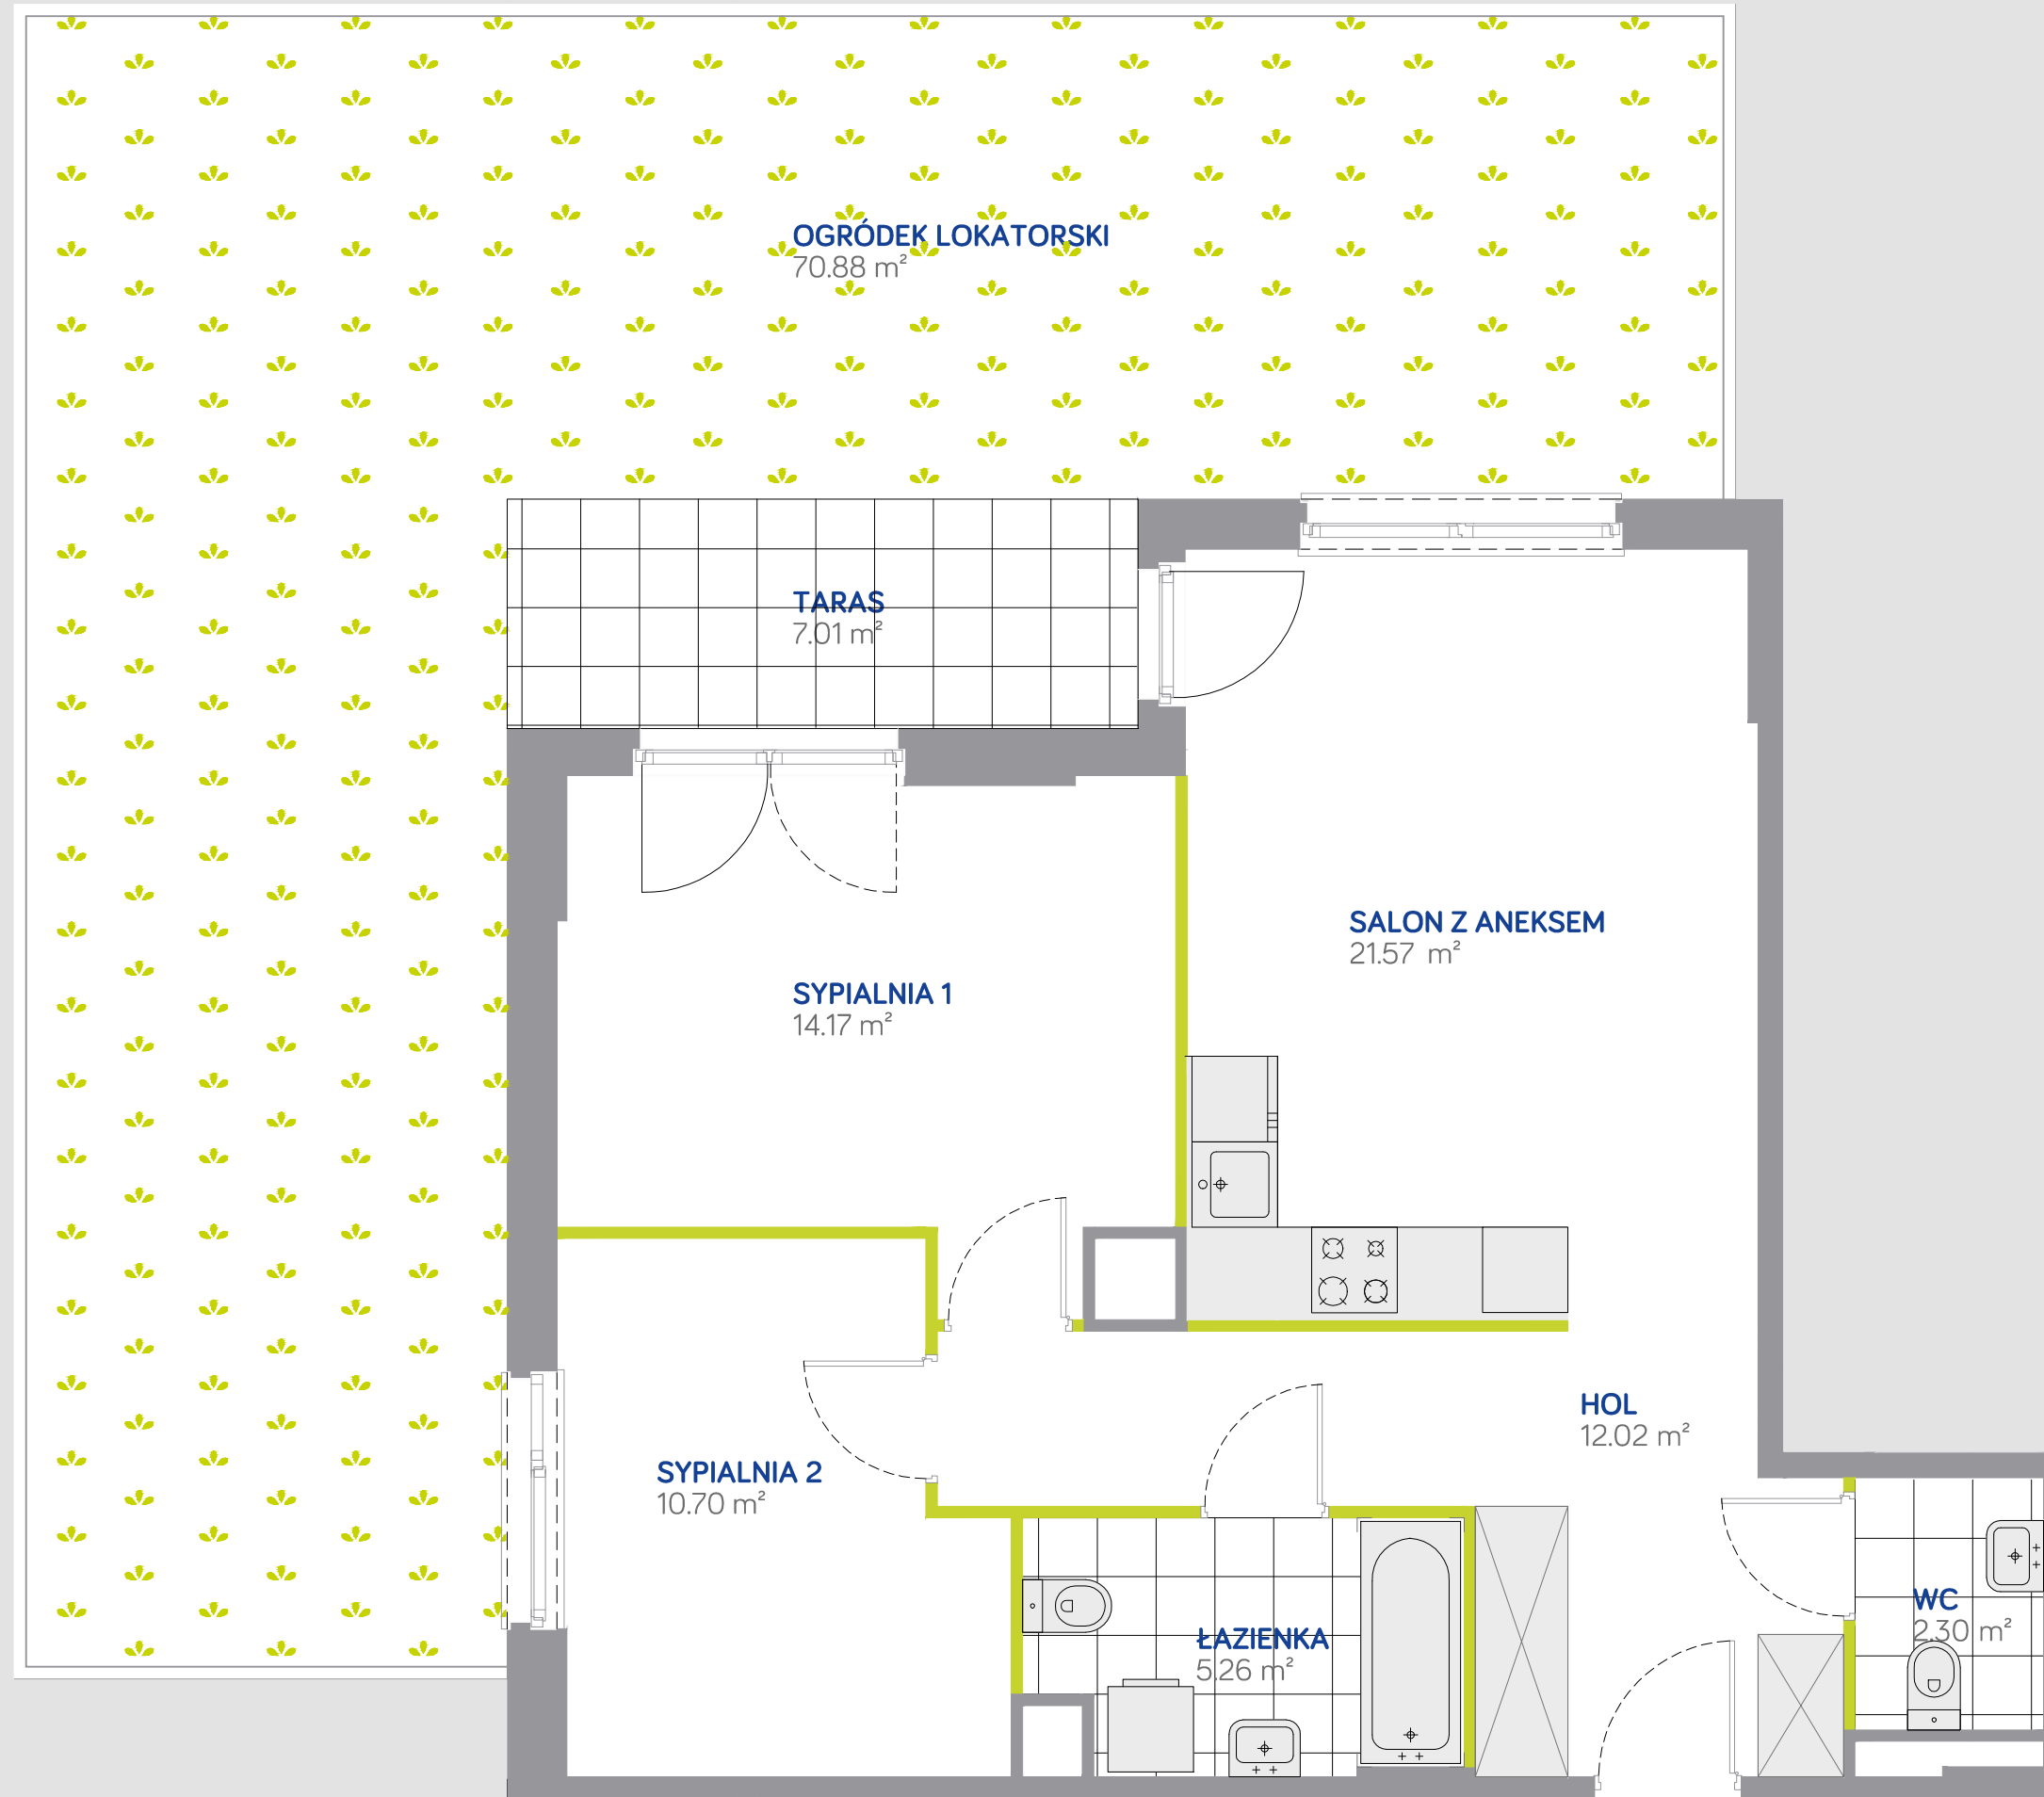 OGRÓDEK LOKATORSKI
70.88 m²
TARAS
7.01 m²
SALON Z ANEKSEM
21.57 m²
SYPIALNIA 1
14.17 m²
HOL
12.02 m²
SYPIALNIA 2
10.70 m²
WC
2.30 m²
ŁAZIENKA
5.26 m²